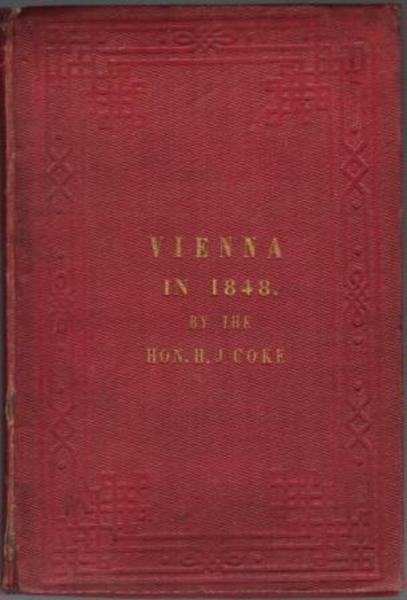 VIENNA
IN 1848.
BY THE
HON. H. J COKE